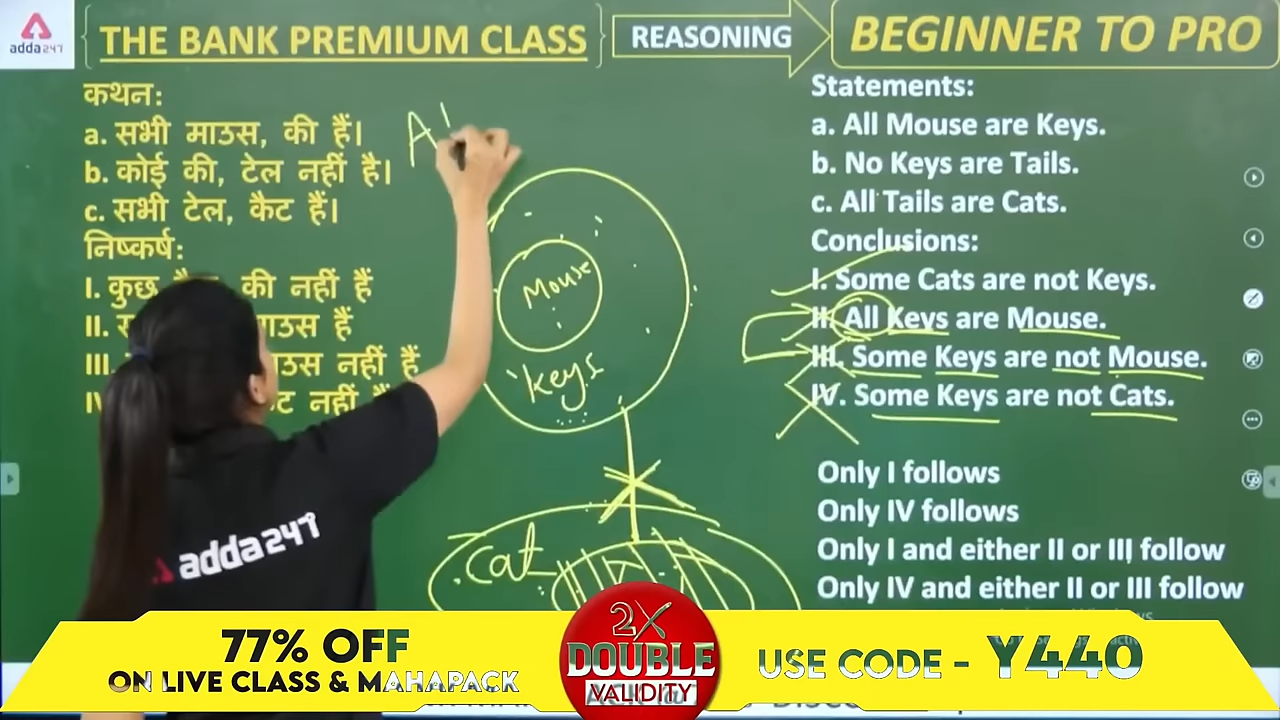 adda247
THE BANK PREMIUM CLASS
REASONING
BEGINNER TO PRO
कथन:
a. सभी माउस, की हैं।
b. कोई की, टेल नहीं है।
c. सभी टेल, कैट हैं।
निष्कर्ष:
I. कुछ की नहीं हैं
II. हैं
III. नहीं हैं
नहीं
A
Mouse
Keys
Cat
adda247
Statements:
a. All Mouse are Keys.
b. No Keys are Tails.
c. All Tails are Cats.
Conclusions:
I. Some Cats are not Keys.
II. All Keys are Mouse.
III. Some Keys are not Mouse.
IV. Some Keys are not Cats.
Only I follows
Only IV follows
Only I and either II or III follow
Only IV and either II or III follow
77% OFF
ON LIVE CLASS & MAHAPACK
2X
DOUBLE
VALIDITY
USE CODE - Y440